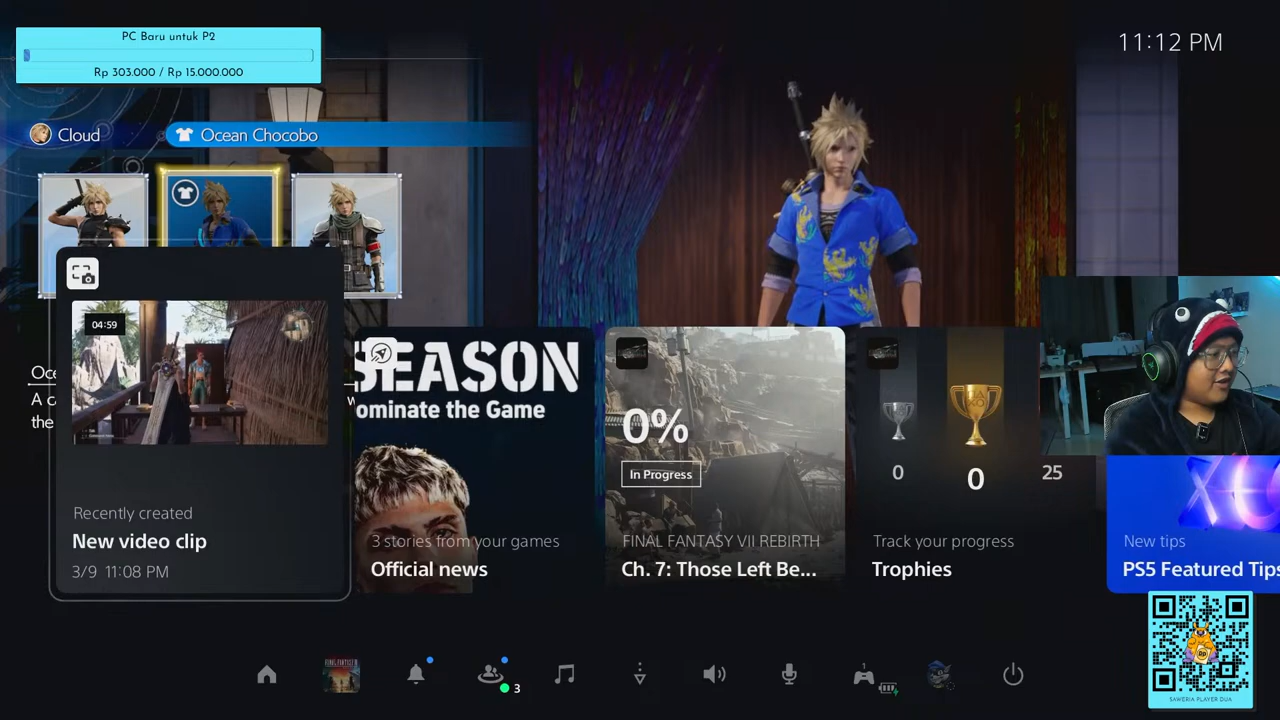 PC Baru untuk P2
Rp 303.000 / Rp 15.000.000
11:12 PM
Cloud
Ocean Chocobo
04:59
Recently created
New video clip
3/9 11:08 PM
SEASON
ominate the Game
3 stories from your games
Official news
0%
In Progress
FINAL FANTASY VII REBIRTH
Ch. 7: Those Left Be...
0
0
25
Track your progress
Trophies
New tips
PS5 Featured Tips
Oce
A c
the
3
1
SAWERIA PLAYER DUA